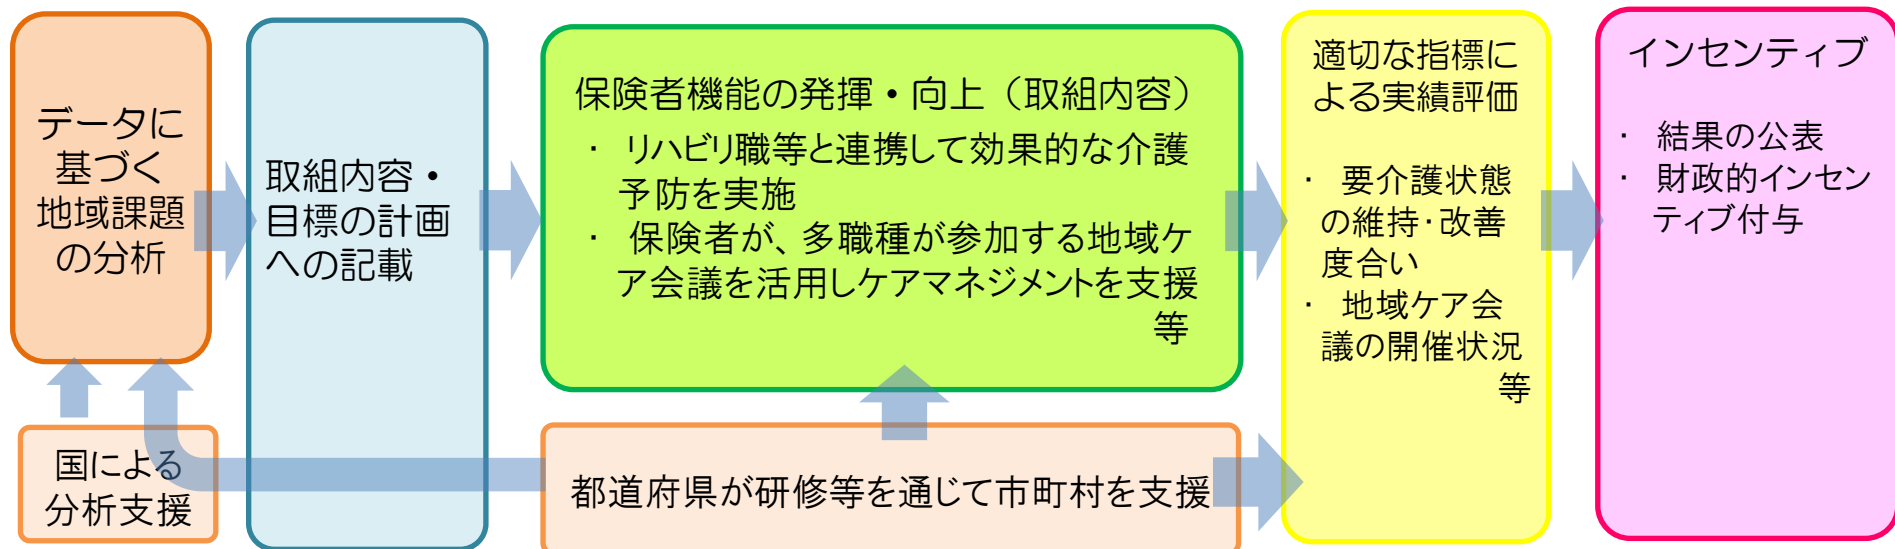 データに
基づく
地域課題
の分析
国による
分析支援
取組内容・
目標の計画
への記載
保険者機能の発揮・向上（取組内容）
・ リハビリ職等と連携して効果的な介護
予防を実施
・ 保険者が、多職種が参加する地域ケ
ア会議を活用しケアマネジメントを支援
等
都道府県が研修等を通じて市町村を支援
適切な指標に
よる実績評価
・ 要介護状態
の維持・改善
度合い
・ 地域ケア会
議の開催状況
等
インセンティブ
・ 結果の公表
・ 財政的インセン
ティブ付与